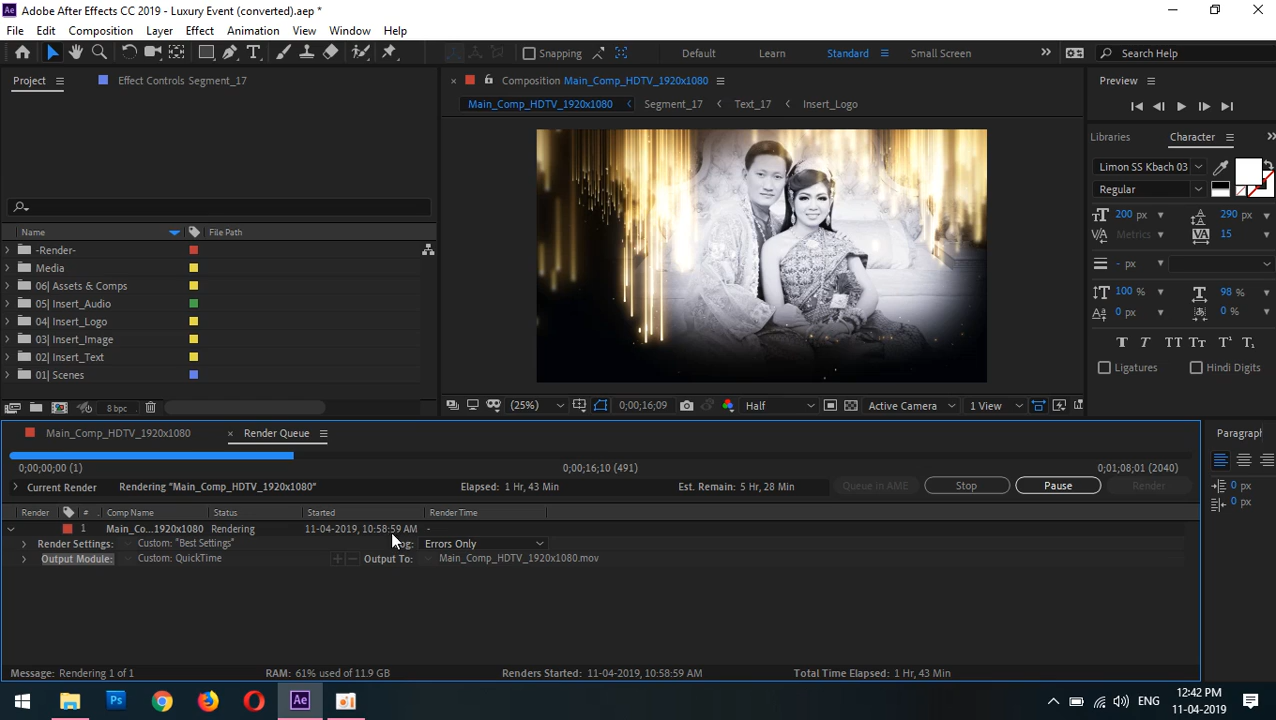 Adobe After Effects CC 2019 - Luxury Event (converted).aep *
File Edit Composition Layer Effect Animation View Window Help
Snapping Default Learn Standard Small Screen Search Help
Project Effect Controls Segment_17
Composition Main_Comp_HDTV_1920x1080
Preview
Main_Comp_HDTV_1920x1080 Segment_17 Text_17 Insert_Logo
Libraries Character
Limon SS Kbach 03
Regular
200 px 290 px
Metrics 15
- px
100 % 98 %
0 px 0 %
T T TT Tt T¹ T₁
Ligatures Hindi Digits
Name File Path
-Render-
Media
06| Assets & Comps
05| Insert_Audio
04| Insert_Logo
03| Insert_Image
02| Insert_Text
01| Scenes
8 bpc
(25%) 0;00;16;09 Half Active Camera 1 View
Main_Comp_HDTV_1920x1080 Render Queue
Paragraph
0;00;00;00 (1) 0;00;16;10 (491) 0;01;08;01 (2040)
Current Render Rendering "Main_Comp_HDTV_1920x1080" Elapsed: 1 Hr, 43 Min Est. Remain: 5 Hr, 28 Min Queue in AME Stop Pause Render
0 px
0 px
Render # Comp Name Status Started Render Time
1 Main_Co...1920x1080 Rendering 11-04-2019, 10:58:59 AM -
Render Settings: Custom: "Best Settings" Errors Only
Output Module: Custom: QuickTime Output To: Main_Comp_HDTV_1920x1080.mov
Message: Rendering 1 of 1 RAM: 61% used of 11.9 GB Renders Started: 11-04-2019, 10:58:59 AM Total Time Elapsed: 1 Hr, 43 Min
ENG 12:42 PM
11-04-2019